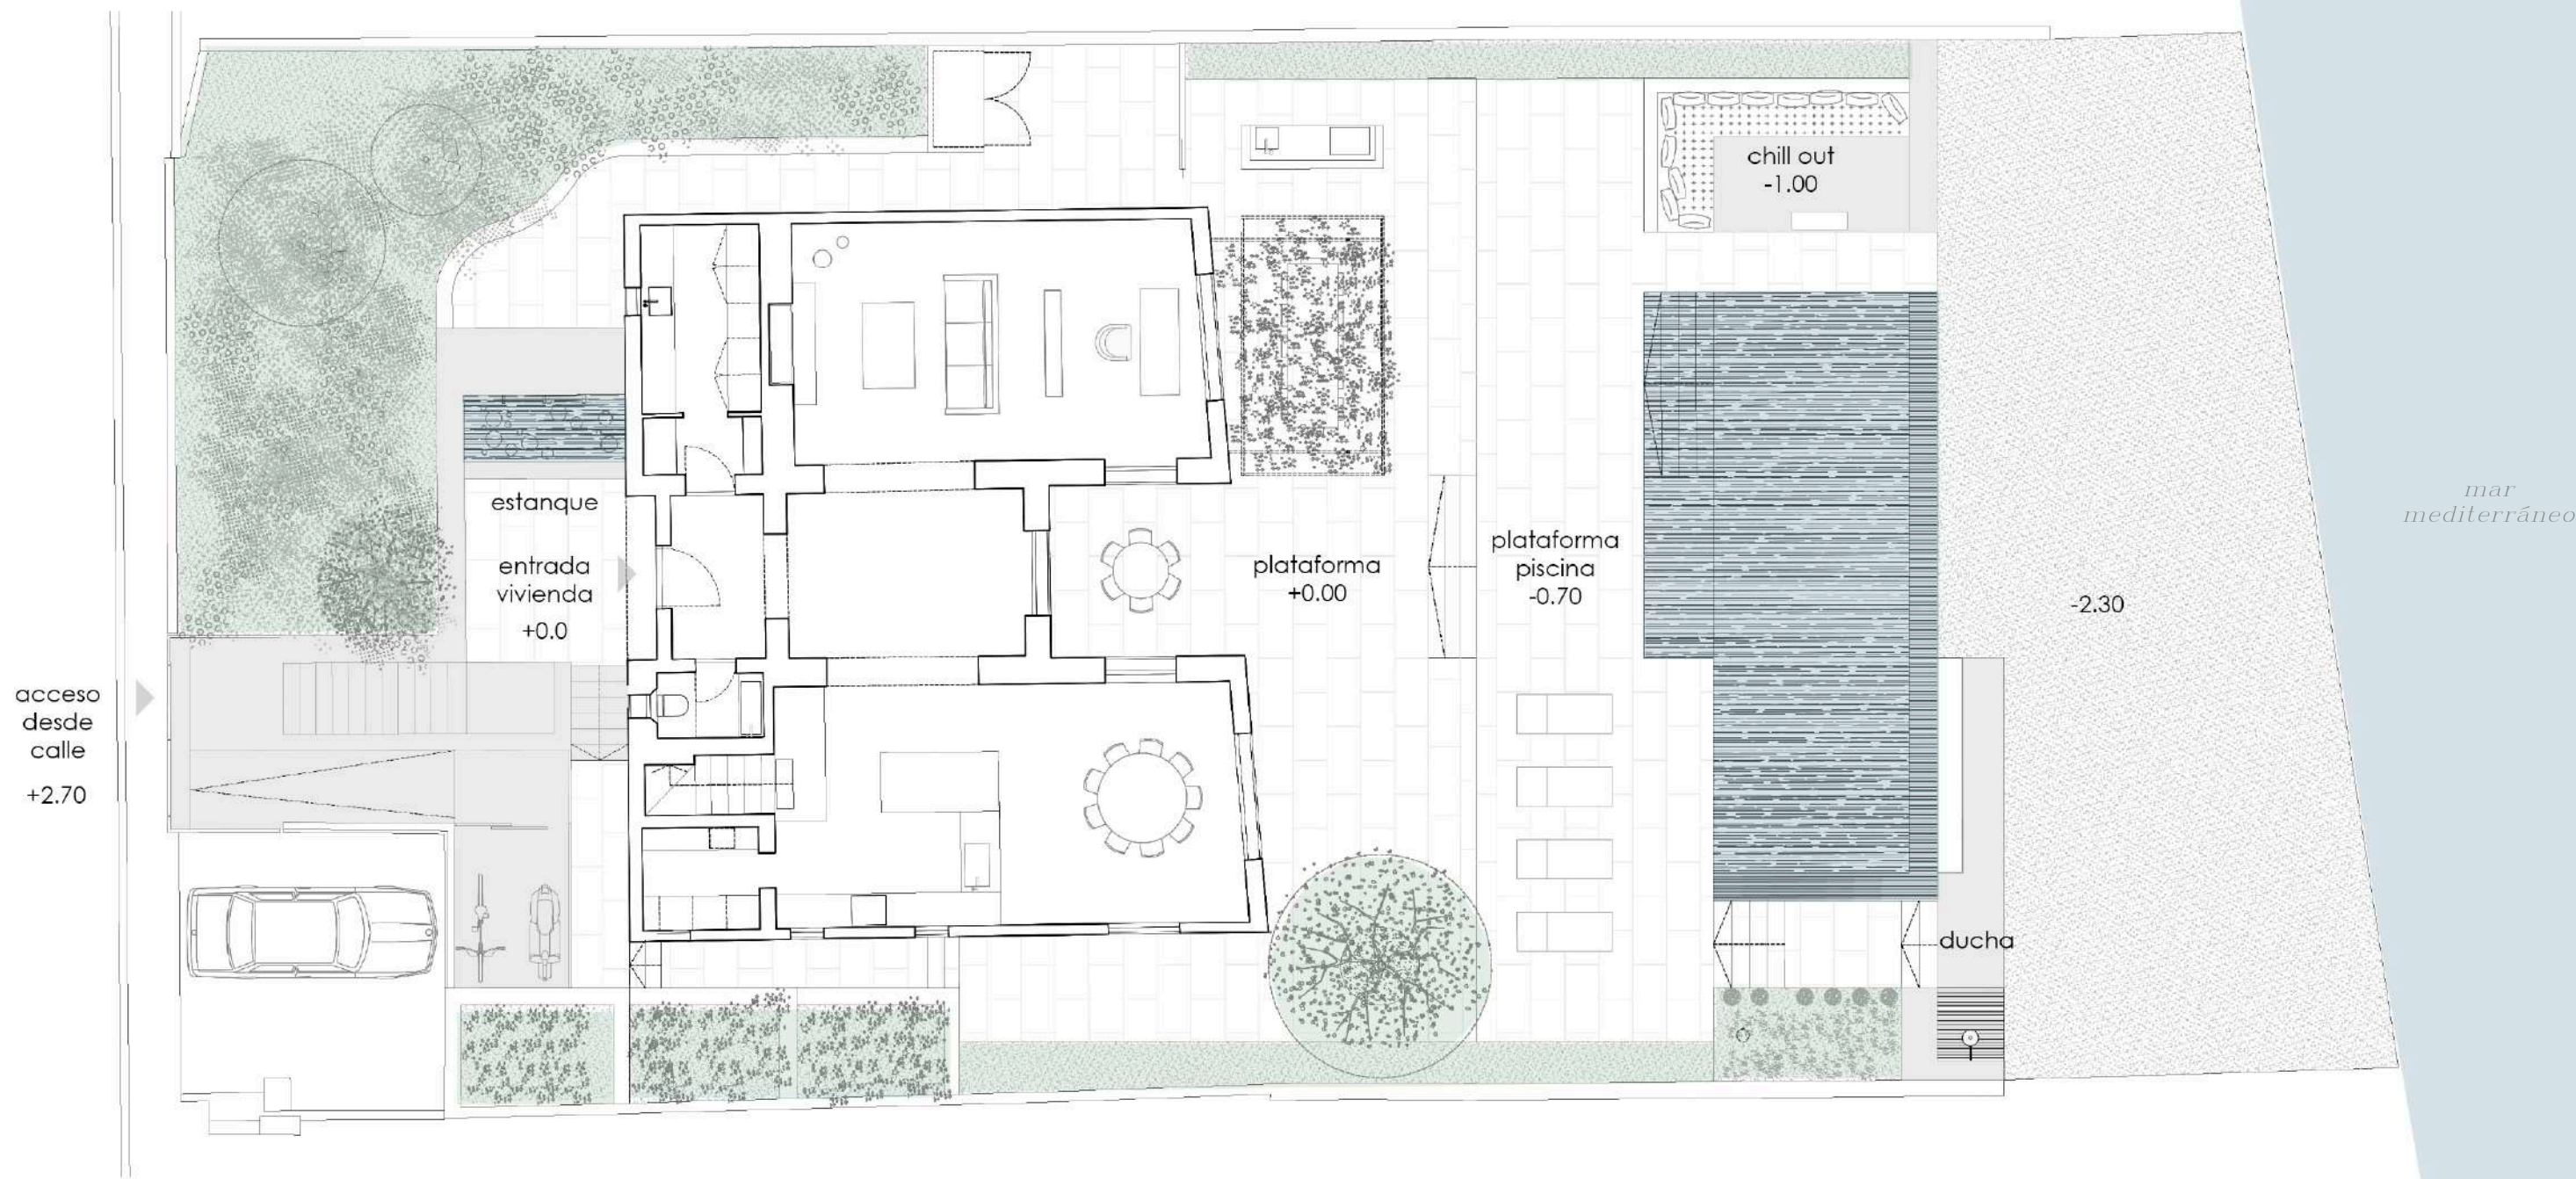 acceso
desde
calle
+2.70
estanque
entrada
vivienda
+0.0
plataforma
+0.00
plataforma
piscina
-0.70
chill out
-1.00
ducha
-2.30
mar
mediterráneo